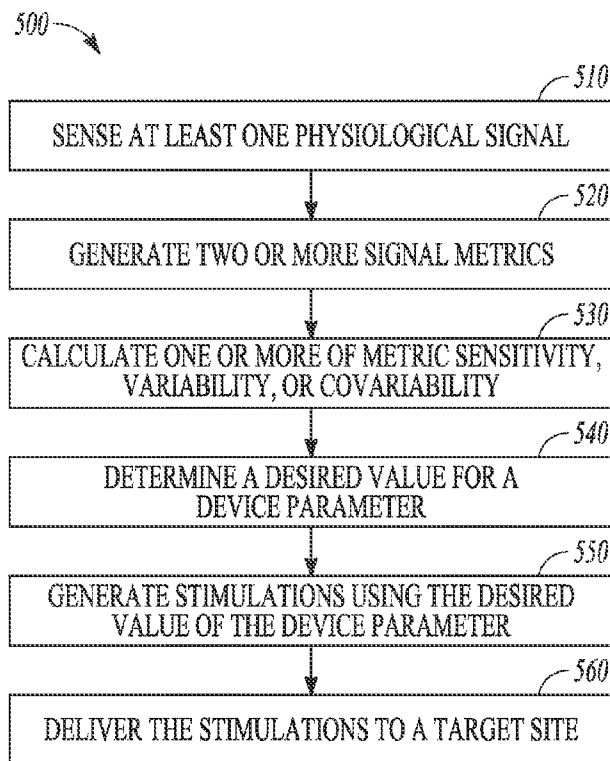 500
510
SENSE AT LEAST ONE PHYSIOLOGICAL SIGNAL
520
GENERATE TWO OR MORE SIGNAL METRICS
530
CALCULATE ONE OR MORE OF METRIC SENSITIVITY,
VARIABILITY, OR COVARIABILITY
540
DETERMINE A DESIRED VALUE FOR A
DEVICE PARAMETER
550
GENERATE STIMULATIONS USING THE DESIRED
VALUE OF THE DEVICE PARAMETER
560
DELIVER THE STIMULATIONS TO A TARGET SITE